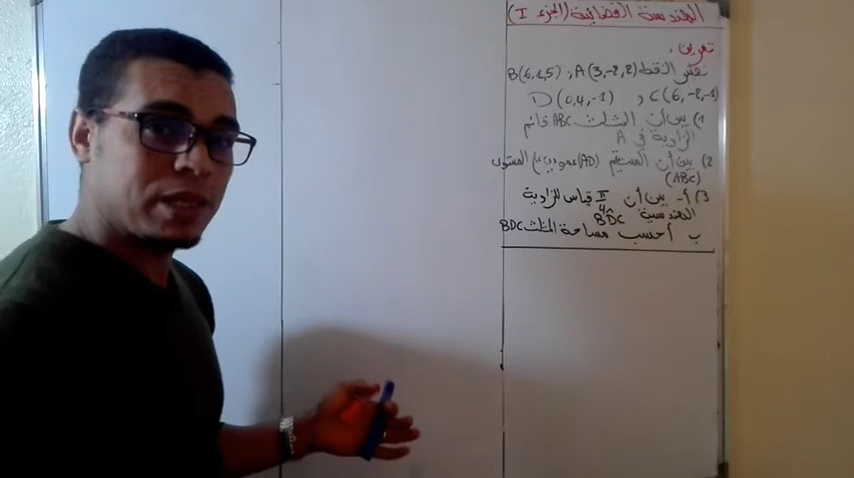 الهندسة الفضائية (الجزء I)
تمرين :
نعتبر النقط A(3,-2,2) ; B(6,1,5)
C(6,-2,-1) و D(0,4,-1)
1) بين أن المثلث ABC قائم
الزاوية في A
2) بين أن المستقيم (AD) عمودي على المستوى
(ABC)
3) أ- بين أن π/4 قياس للزاوية
الهندسية BDC
ب أحسب مساحة المثلث BDC